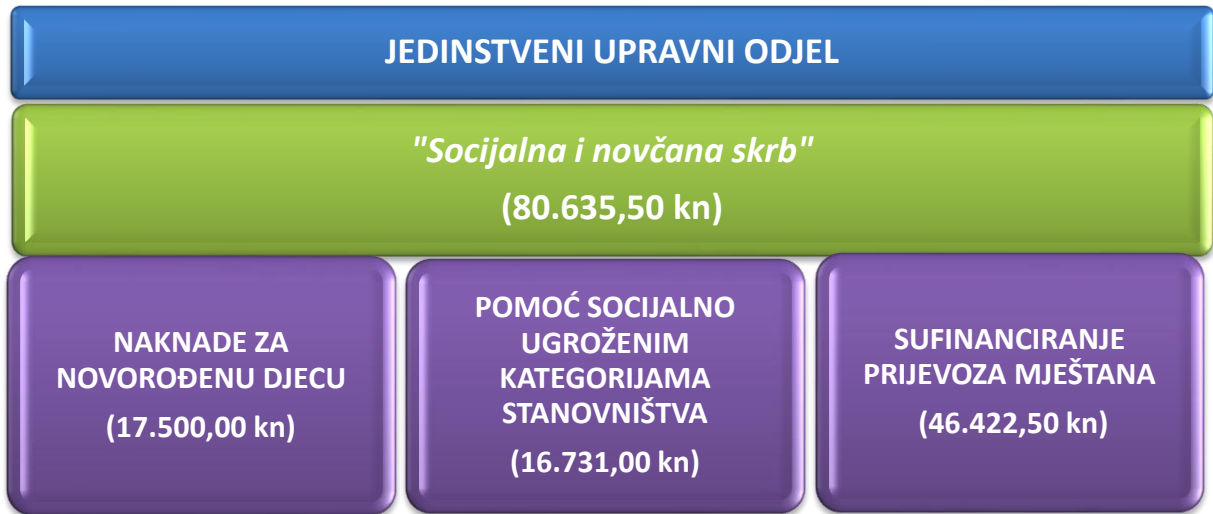 JEDINSTVENI UPRAVNI ODJEL
"Socijalna i novčana skrb"
(80.635,50 kn)
NAKNADE ZA
NOVOROĐENU DJECU
(17.500,00 kn)
POMOĆ SOCIJALNO
UGROŽENIM
KATEGORIJAMA
STANOVNIŠTVA
(16.731,00 kn)
SUFINANCIRANJE
PRIJEVOZA MJEŠTANA
(46.422,50 kn)